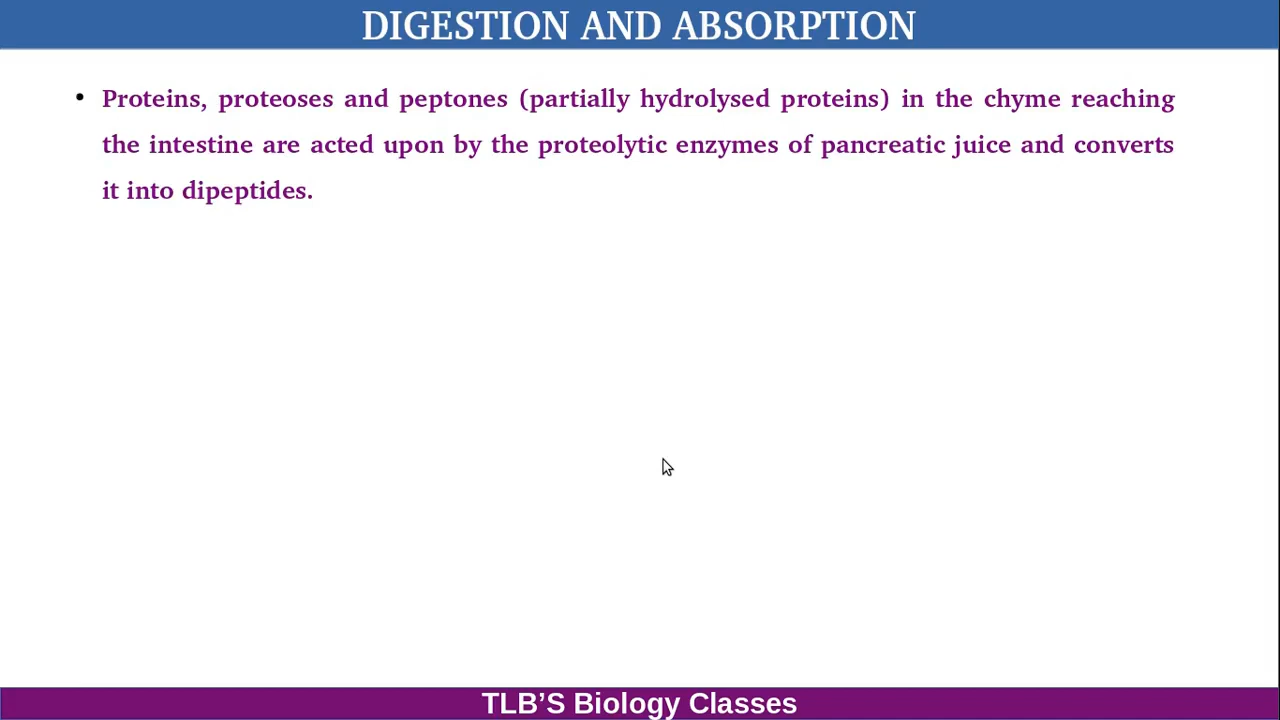 DIGESTION AND ABSORPTION
• Proteins, proteoses and peptones (partially hydrolysed proteins) in the chyme reaching
the intestine are acted upon by the proteolytic enzymes of pancreatic juice and converts
it into dipeptides.
TLB’S Biology Classes